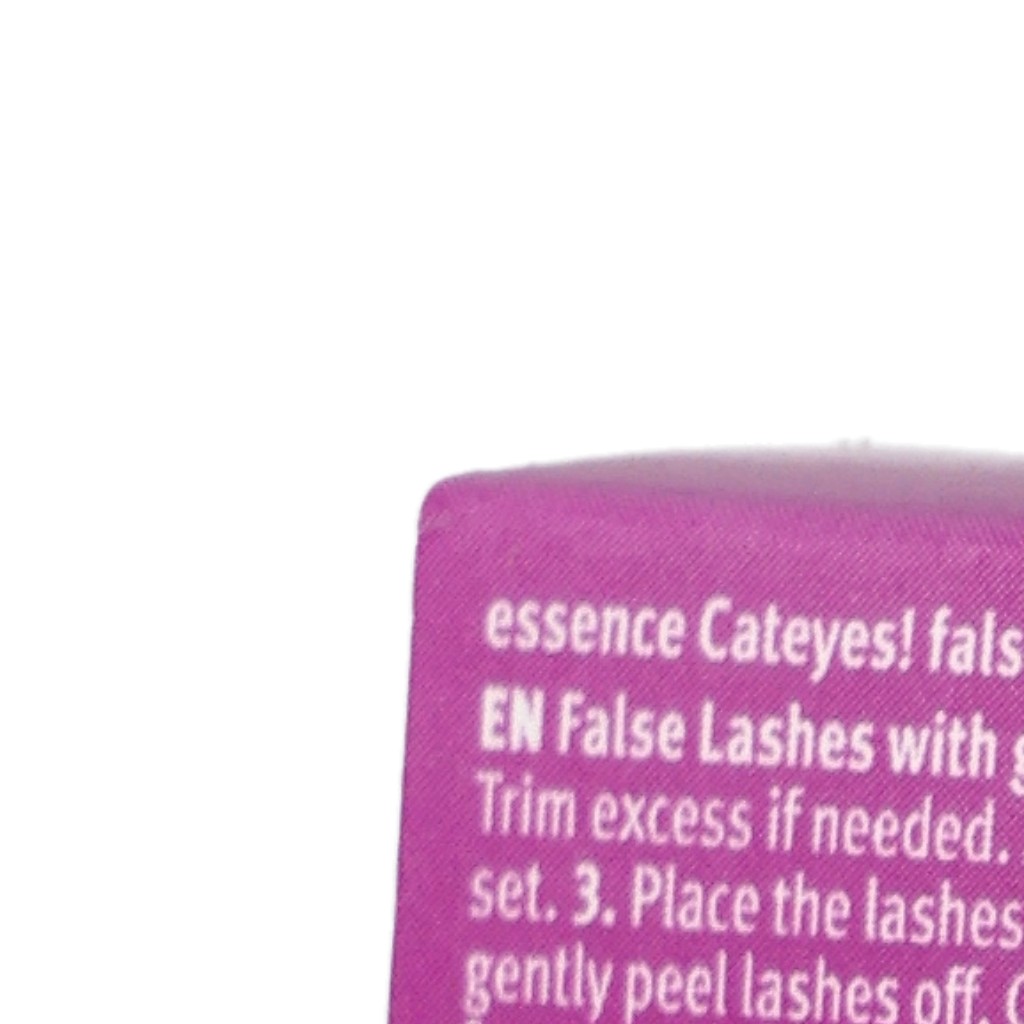 essence Cateyes! fals
EN False Lashes with g
Trim excess if needed.
set. 3. Place the lashes
gently peel lashes off.